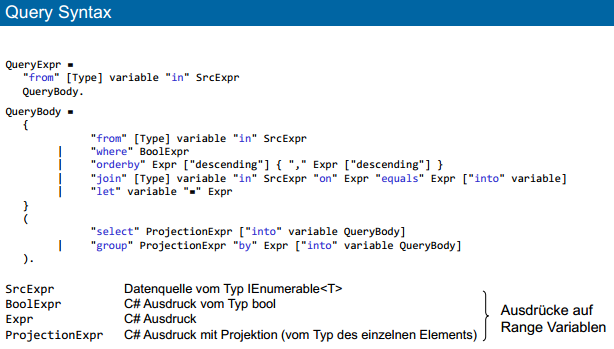 Query Syntax
QueryExpr =
"from" [Type] variable "in" SrcExpr
QueryBody.
QueryBody =
{
"from" [Type] variable "in" SrcExpr
| "where" BoolExpr
| "orderby" Expr ["descending"] { "," Expr ["descending"] }
| "join" [Type] variable "in" SrcExpr "on" Expr "equals" Expr ["into" variable]
| "let" variable "=" Expr
}
(
"select" ProjectionExpr ["into" variable QueryBody]
| "group" ProjectionExpr "by" Expr ["into" variable QueryBody]
).
SrcExpr Datenquelle vom Typ IEnumerable<T>
BoolExpr C# Ausdruck vom Typ bool
Expr C# Ausdruck
ProjectionExpr C# Ausdruck mit Projektion (vom Typ des einzelnen Elements)
Ausdrücke auf
Range Variablen